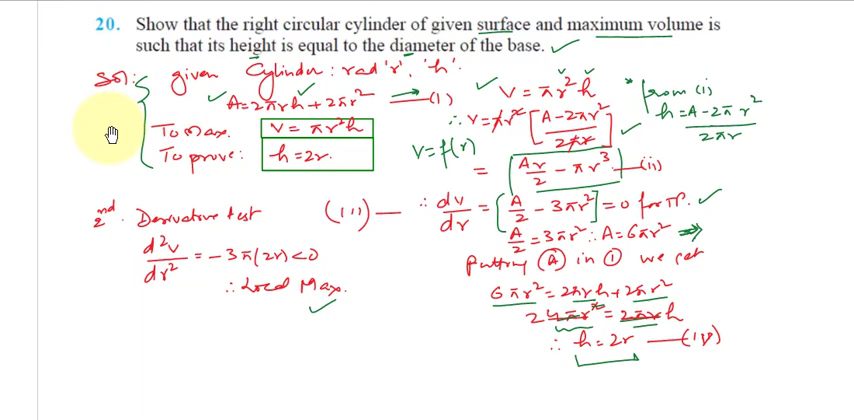 20. Show that the right circular cylinder of given surface and maximum volume is
such that its height is equal to the diameter of the base.
Sol: given Cylinder: rad 'r', 'h'.
A = 2πrh + 2πr² → (1)
To Max. V = πr²h
To prove: h = 2r.
2nd. Derivative test
d²v/dr² = -3π(2r) < 0
∴ Local Max.
V = πr²h
∴ V = πr² [A - 2πr² / 2πr]
V = f(r)
= Ar/2 - πr³ — (ii)
* from (i)
h = A - 2πr² / 2πr
(iii) — ∴ dv/dr = [A/2 - 3πr²] = 0 for TP.
A/2 = 3πr² ∴ A = 6πr² ⇒
putting (A) in (1) we get
6πr² = 2πrh + 2πr²
2 4πr² = 2πrh
∴ h = 2r — (iv)